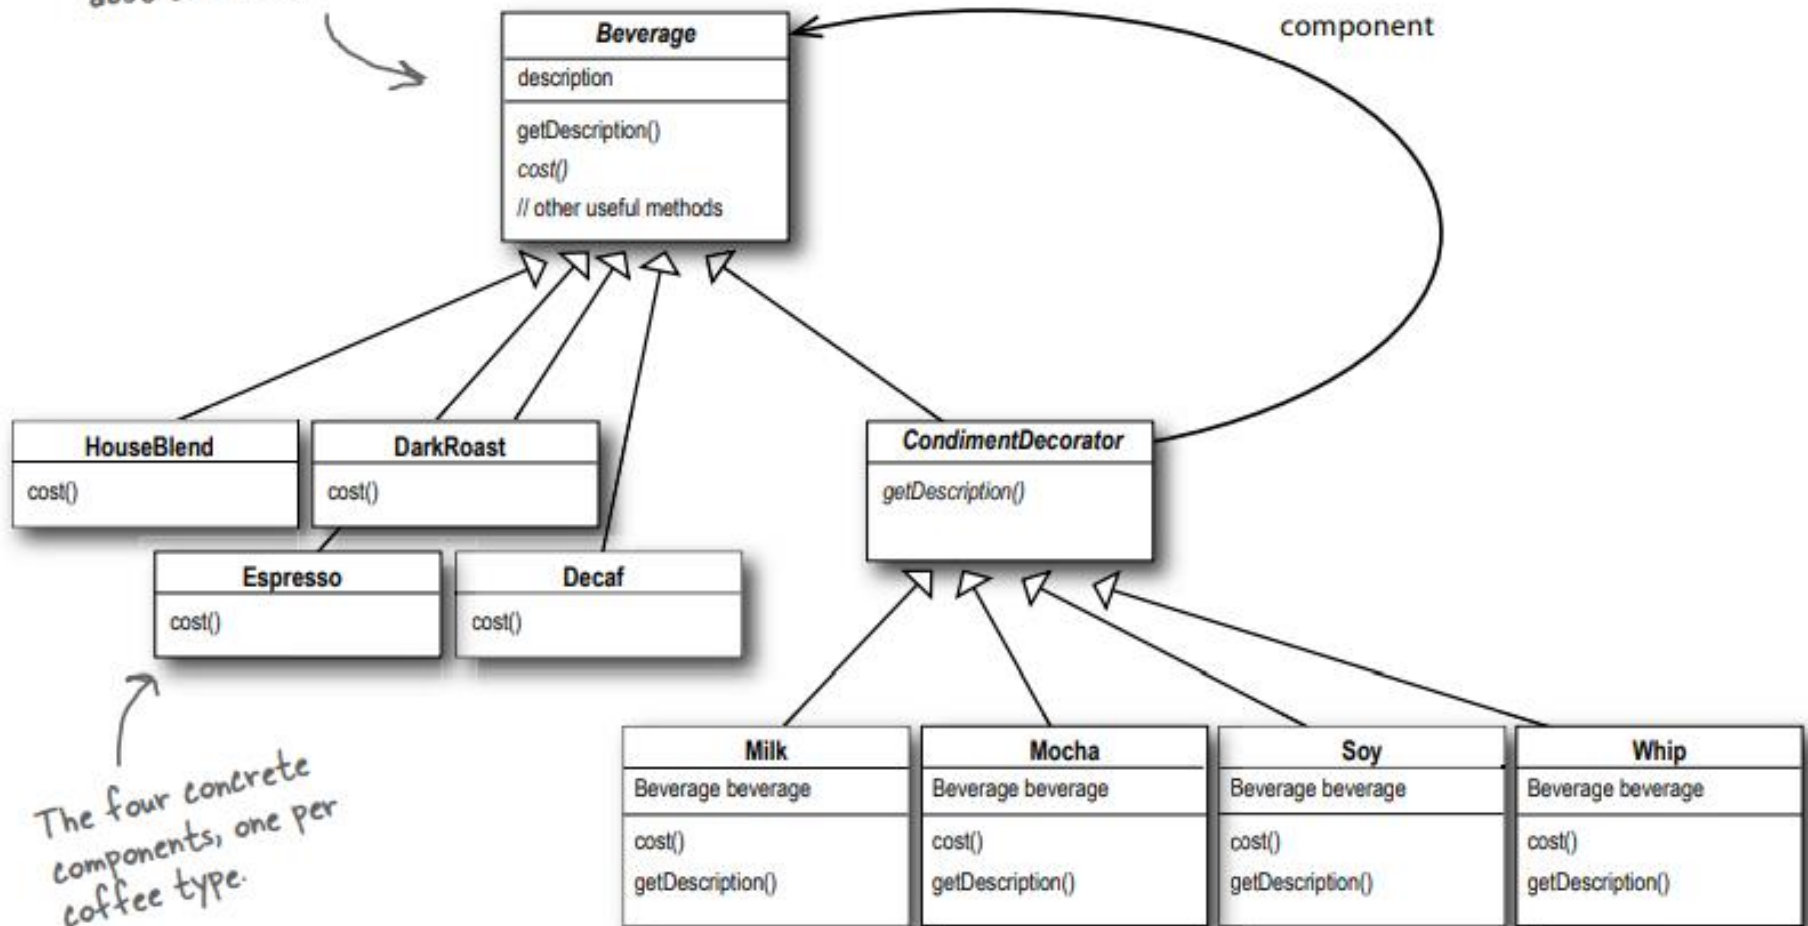 component
Beverage
description
getDescription()
cost()
// other useful methods
HouseBlend
cost()
DarkRoast
cost()
CondimentDecorator
getDescription()
Espresso
cost()
Decaf
cost()
The four concrete
components, one per
coffee type.
Milk
Beverage beverage
cost()
getDescription()
Mocha
Beverage beverage
cost()
getDescription()
Soy
Beverage beverage
cost()
getDescription()
Whip
Beverage beverage
cost()
getDescription()